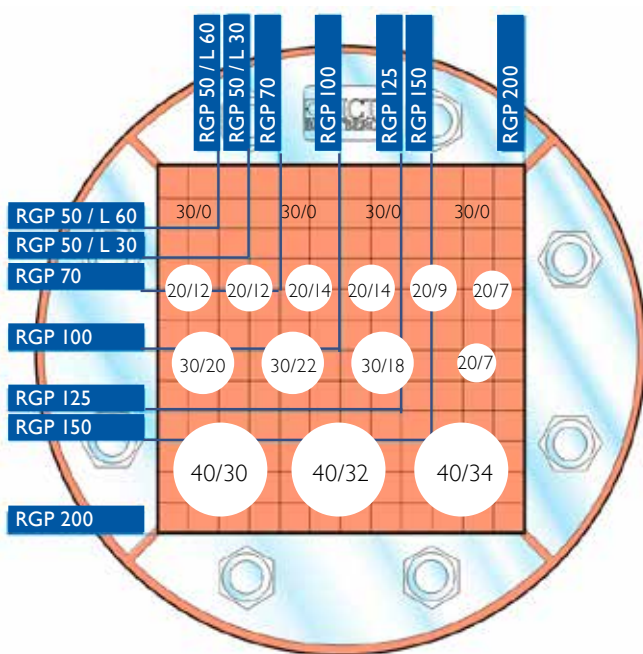 RGP 50 / L 60
RGP 50 / L 30
RGP 70
RGP 100
RGP 125
RGP 150
RGP 200
RGP 50 / L 60
30/0 30/0 30/0 30/0
RGP 50 / L 30
RGP 70
20/12 20/12 20/14 20/14 20/9 20/7
RGP 100
30/20 30/22 30/18 20/7
RGP 125
RGP 150
40/30 40/32 40/34
RGP 200